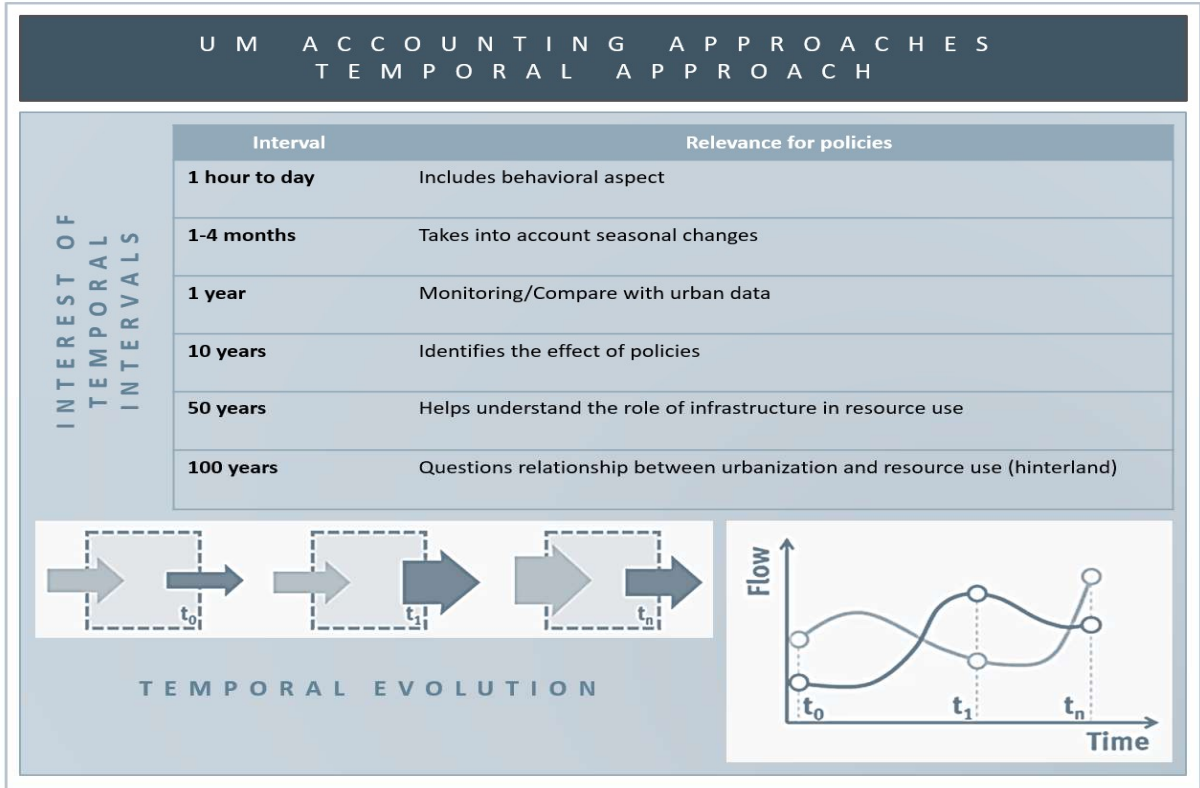 UM ACCOUNTING APPROACHES
TEMPORAL APPROACH
INTEREST OF
TEMPORAL
INTERVALS
Interval Relevance for policies
1 hour to day Includes behavioral aspect
1-4 months Takes into account seasonal changes
1 year Monitoring/Compare with urban data
10 years Identifies the effect of policies
50 years Helps understand the role of infrastructure in resource use
100 years Questions relationship between urbanization and resource use (hinterland)
t0 t1 tn
TEMPORAL EVOLUTION
Flow
t0 t1 tn
Time